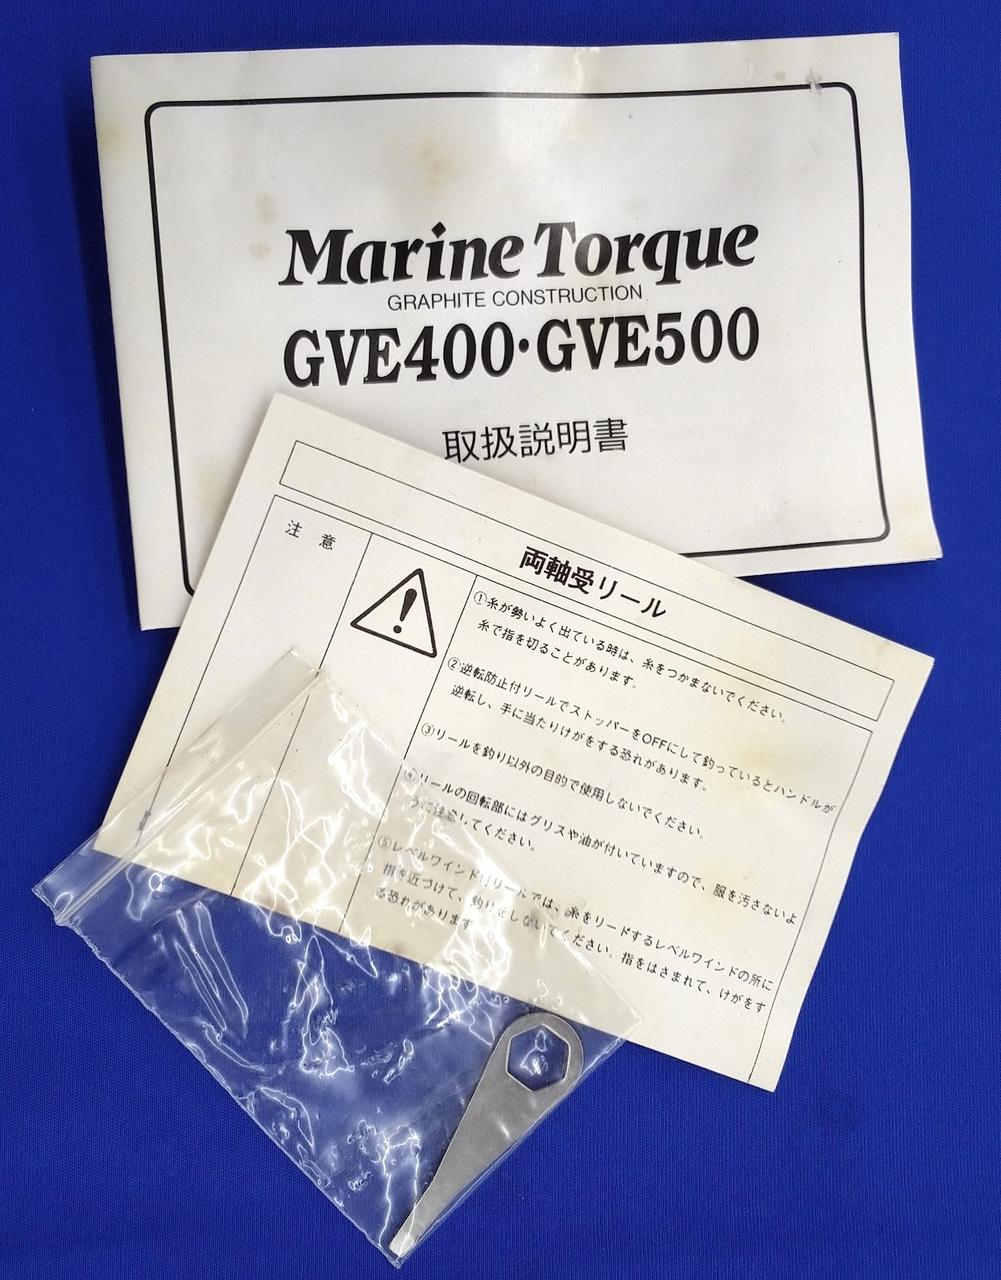 Marine Torque
GRAPHITE CONSTRUCTION
GVE400・GVE500
取扱説明書
両軸受リール
注 意
①糸が勢いよく出ている時は、糸をつかまないでください。
糸で指を切ることがあります。
②逆転防止付リールでストッパーをOFFにして釣っているとハンドルが
逆転し、手に当たりけがをする恐れがあります。
③リールを釣り以外の目的で使用しないでください。
④リールの回転部にはグリスや油が付いていますので、服を汚さないよ
うに注意してください。
⑤レベルワインド付リールでは、糸をリードするレベルワインドの所に
指を近づけて、釣りをしないでください。指をはさまれて、けがをす
る恐れがあります